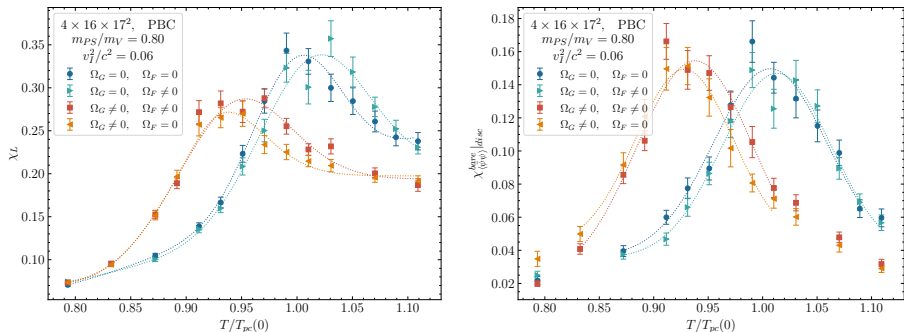 4 × 16 × 17², PBC
m_PS/m_V = 0.80
v_I²/c² = 0.06
Ω_G = 0, Ω_F = 0
Ω_G = 0, Ω_F ≠ 0
Ω_G ≠ 0, Ω_F = 0
Ω_G ≠ 0, Ω_F ≠ 0
χ_L
0.35
0.30
0.25
0.20
0.15
0.10
0.05
0.80 0.85 0.90 0.95 1.00 1.05 1.10
T/T_pc(0)
4 × 16 × 17², PBC
m_PS/m_V = 0.80
v_I²/c² = 0.06
Ω_G = 0, Ω_F = 0
Ω_G = 0, Ω_F ≠ 0
Ω_G ≠ 0, Ω_F = 0
Ω_G ≠ 0, Ω_F ≠ 0
χ^bare_⟨ψ̄ψ⟩|disc
0.18
0.16
0.14
0.12
0.10
0.08
0.06
0.04
0.02
0.80 0.85 0.90 0.95 1.00 1.05 1.10
T/T_pc(0)